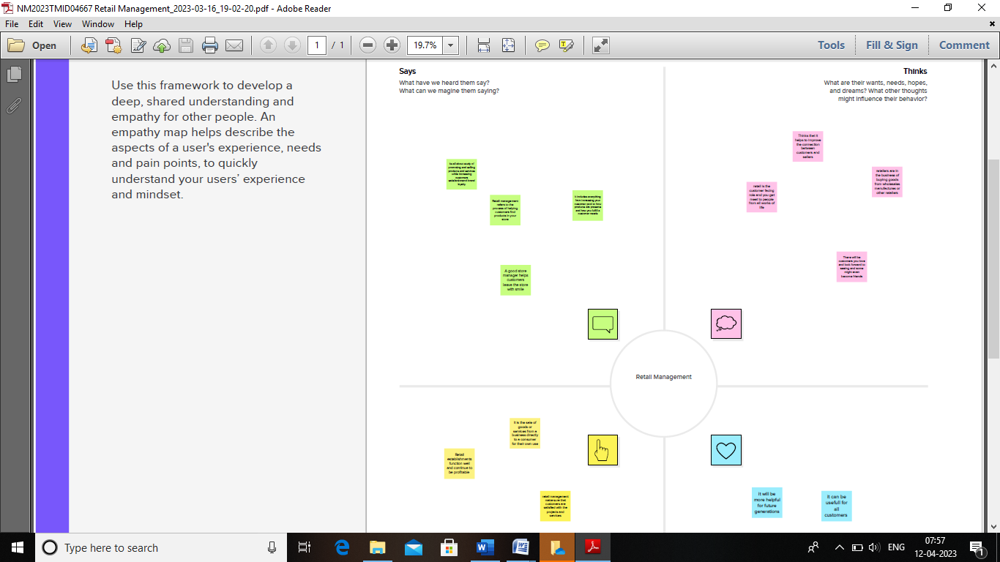 NM2023TMID04667 Retail Management_2023-03-16_19-02-20.pdf - Adobe Reader
File Edit View Window Help
Open
1 / 1
19.7%
Tools
Fill & Sign
Comment
Use this framework to develop a
deep, shared understanding and
empathy for other people. An
empathy map helps describe the
aspects of a user's experience, needs
and pain points, to quickly
understand your users' experience
and mindset.
Says
What have we heard them say?
What can we magine them saying?
Thinks
What are their wants, needs, hopes,
and dreams? What other thoughts
might influence their behavior?
its all about study of
promoting and selling
products and services
while increasing
customers
loyalty
Retail management
refers to the
process of helping
customers find
products in your
store
it includes everything
from increasing your
customer pool to how
products are presente
and how you fulfill a
customer needs
A good store
manager helps
customers
leave the store
with smile
Thinks that it
helps to improve
the connection
between
customers and
sellers
retail is the
customer facing
role and you get
meet to people
from all works of
life
retailers are in
the business of
buying goods
from wholesales
manufactures or
other retailers
There will be
customers you love
and look forward to
seeing and some
might even
become friends
Retail Management
It is the sale of
goods or
services from a
business directly
to a consumer
for their own use
Retail
establishments
function well
and continue to
be profitable
retail management
make sure that
customers are
satisfied with the
projects and
services
It will be
more helpful
for future
generations
It can be
usefull for
all
customers
Type here to search
ENG
07:57
12-04-2023
1